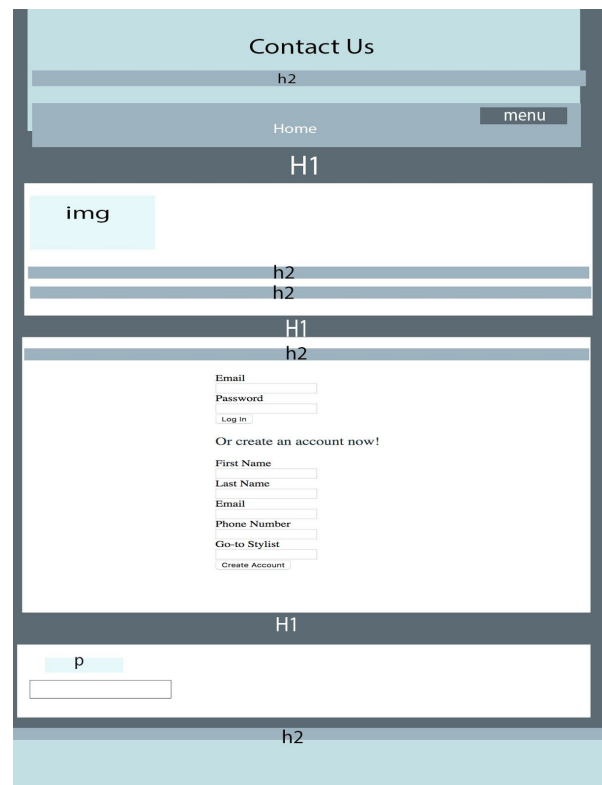 Contact Us
h2
menu
Home
H1
img
h2
h2
H1
h2
Email
Password
Log In
Or create an account now!
First Name
Last Name
Email
Phone Number
Go-to Stylist
Create Account
H1
p
h2